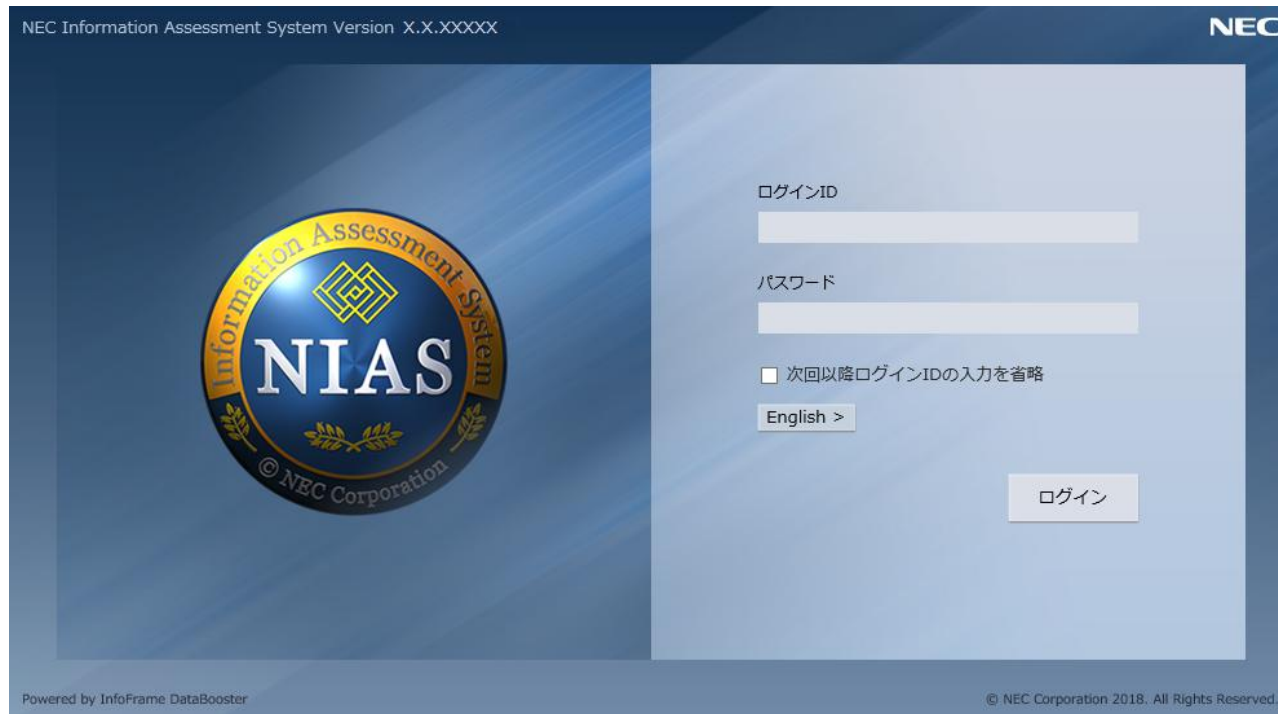 NEC Information Assessment System Version X.X.XXXXX
NEC
Information Assessment System
NIAS
© NEC Corporation
ログインID
パスワード
次回以降ログインIDの入力を省略
English >
ログイン
Powered by InfoFrame DataBooster
© NEC Corporation 2018. All Rights Reserved.